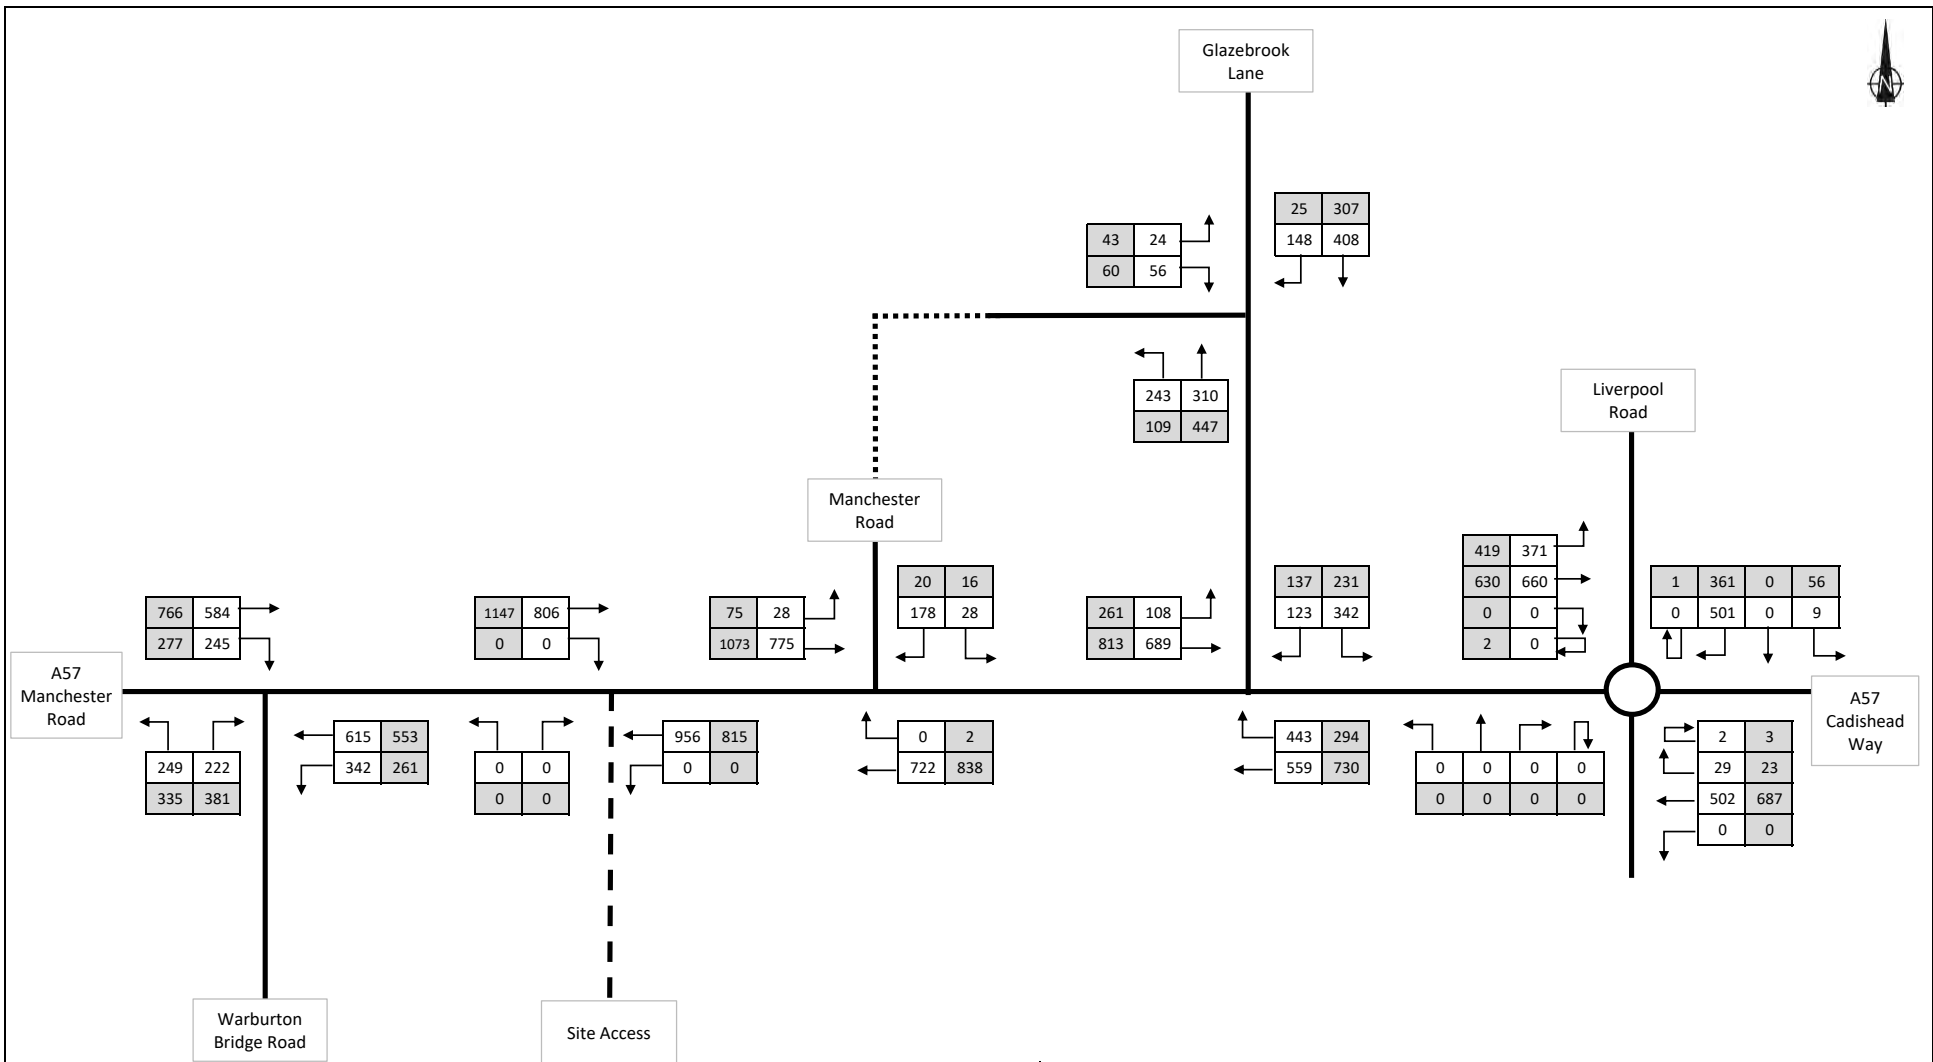 Glazebrook
Lane
N
25 307
148 408
43 24
60 56
243 310
109 447
Liverpool
Road
Manchester
Road
419 371
630 660
0 0
2 0
20 16
178 28
137 231
123 342
1 361 0 56
0 501 0 9
766 584
277 245
1147 806
0 0
75 28
1073 775
261 108
813 689
A57
Manchester
Road
A57
Cadishead
Way
249 222
335 381
615 553
342 261
0 0
0 0
956 815
0 0
0 2
722 838
443 294
559 730
0 0 0 0
0 0 0 0
2 3
29 23
502 687
0 0
Warburton
Bridge Road
Site Access